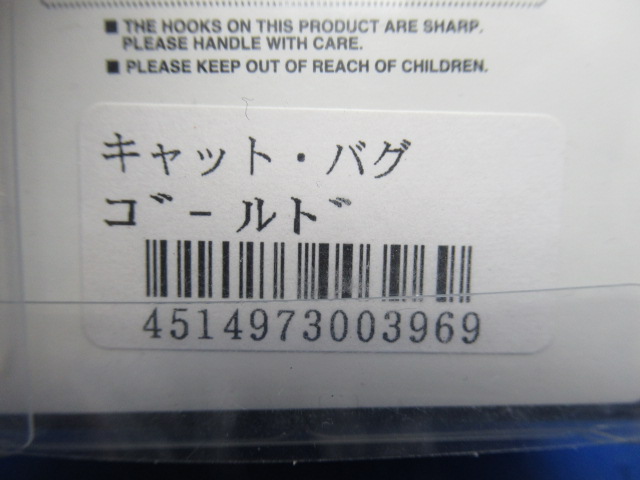 ■ THE HOOKS ON THIS PRODUCT ARE SHARP.
PLEASE HANDLE WITH CARE.
■ PLEASE KEEP OUT OF REACH OF CHILDREN.
キャット・バグ
ゴールド
4514973003969